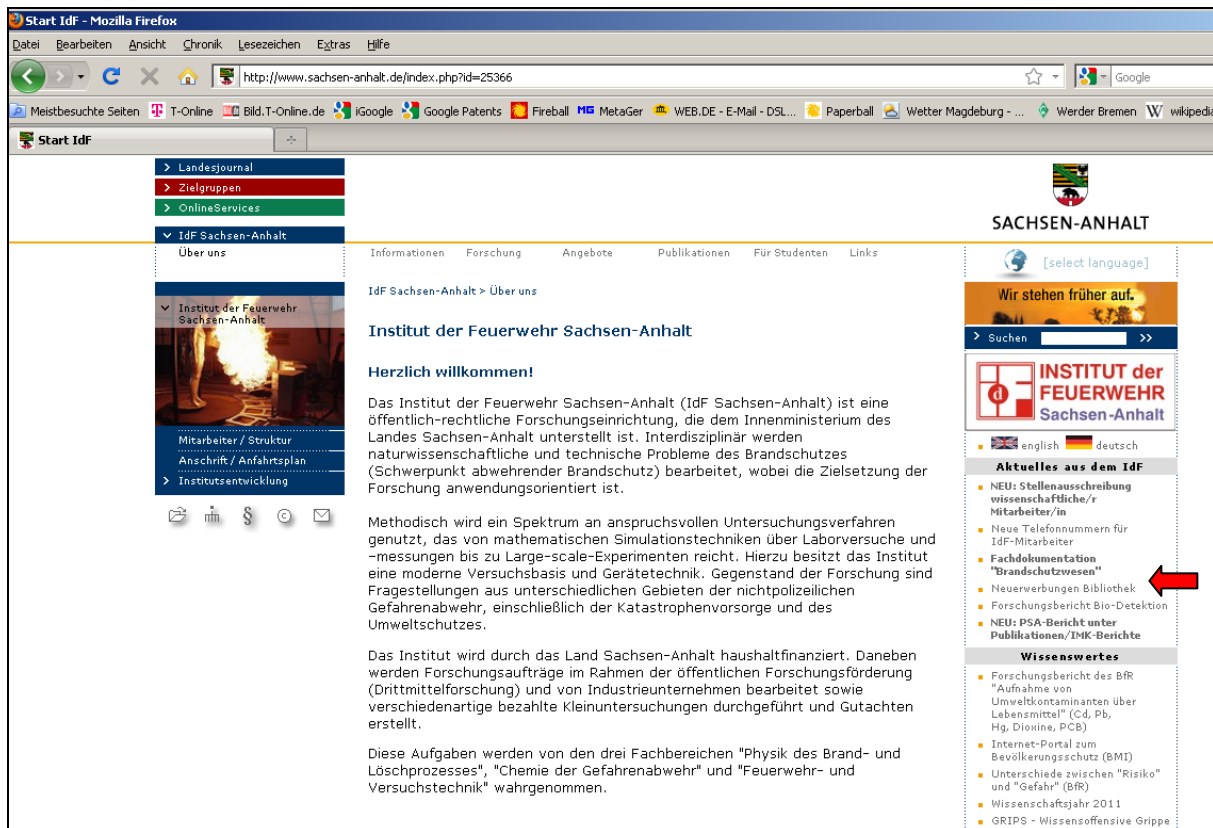 Start IdF - Mozilla Firefox
Datei Bearbeiten Ansicht Chronik Lesezeichen Extras Hilfe
http://www.sachsen-anhalt.de/index.php?id=25366
Google
Meistbesuchte Seiten T-Online Bild.T-Online.de iGoogle Google Patents Fireball MG MetaGer WEB.DE - E-Mail - DSL... Paperball Wetter Magdeburg - ... Werder Bremen W wikipedia
Start IdF
Landesjournal
Zielgruppen
OnlineServices
IdF Sachsen-Anhalt
Über uns
Institut der Feuerwehr
Sachsen-Anhalt
Mitarbeiter / Struktur
Anschrift / Anfahrtsplan
Institutsentwicklung
Informationen Forschung Angebote Publikationen Für Studenten Links
IdF Sachsen-Anhalt > Über uns
Institut der Feuerwehr Sachsen-Anhalt
Herzlich willkommen!
Das Institut der Feuerwehr Sachsen-Anhalt (IdF Sachsen-Anhalt) ist eine
öffentlich-rechtliche Forschungseinrichtung, die dem Innenministerium des
Landes Sachsen-Anhalt unterstellt ist. Interdisziplinär werden
naturwissenschaftliche und technische Probleme des Brandschutzes
(Schwerpunkt abwehrender Brandschutz) bearbeitet, wobei die Zielsetzung der
Forschung anwendungsorientiert ist.
Methodisch wird ein Spektrum an anspruchsvollen Untersuchungsverfahren
genutzt, das von mathematischen Simulationstechniken über Laborversuche und
-messungen bis zu Large-scale-Experimenten reicht. Hierzu besitzt das Institut
eine moderne Versuchsbasis und Gerätetechnik. Gegenstand der Forschung sind
Fragestellungen aus unterschiedlichen Gebieten der nichtpolizeilichen
Gefahrenabwehr, einschließlich der Katastrophenvorsorge und des
Umweltschutzes.
Das Institut wird durch das Land Sachsen-Anhalt haushaltfinanziert. Daneben
werden Forschungsaufträge im Rahmen der öffentlichen Forschungsförderung
(Drittmittelforschung) und von Industrieunternehmen bearbeitet sowie
verschiedenartige bezahlte Kleinuntersuchungen durchgeführt und Gutachten
erstellt.
Diese Aufgaben werden von den drei Fachbereichen "Physik des Brand- und
Löschprozesses", "Chemie der Gefahrenabwehr" und "Feuerwehr- und
Versuchstechnik" wahrgenommen.
SACHSEN-ANHALT
[select language]
Wir stehen früher auf.
Suchen >>
d
INSTITUT der
FEUERWEHR
Sachsen-Anhalt
english deutsch
Aktuelles aus dem IdF
NEU: Stellenausschreibung
wissenschaftliche/r
Mitarbeiter/in
Neue Telefonnummern für
IdF-Mitarbeiter
Fachdokumentation
"Brandschutzwesen"
Neuerwerbungen Bibliothek
Forschungsbericht Bio-Detektion
NEU: PSA-Bericht unter
Publikationen/IMK-Berichte
Wissenswertes
Forschungsbericht des BfR
"Aufnahme von
Umweltkontaminanten über
Lebensmittel" (Cd, Pb,
Hg, Dioxine, PCB)
Internet-Portal zum
Bevölkerungsschutz (BMI)
Unterschiede zwischen "Risiko"
und "Gefahr" (BfR)
Wissenschaftsjahr 2011
GRIPS - Wissensoffensive Grippe